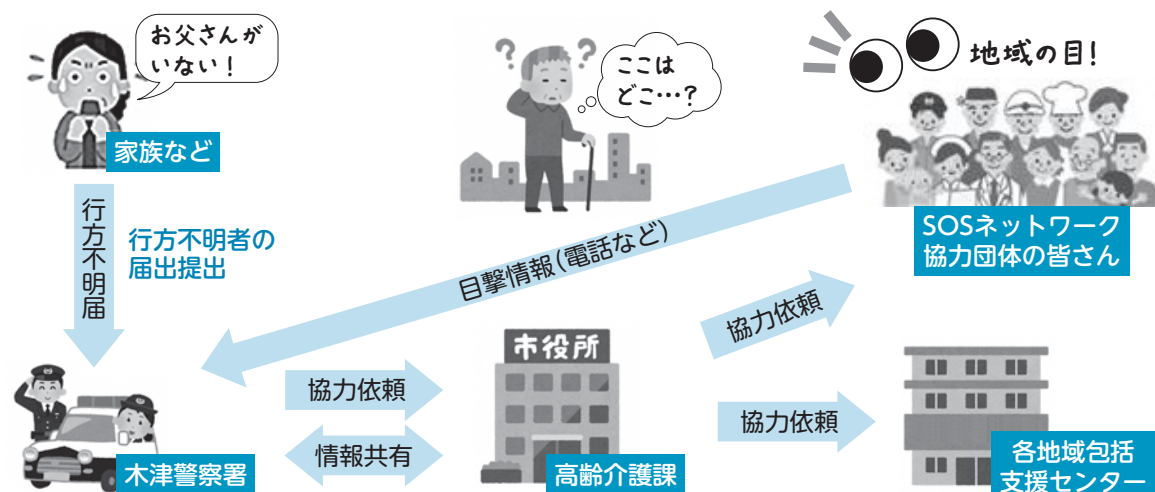 お父さんが
いない！
家族など
ここは
どこ…?
地域の目!
SOSネットワーク
協力団体の皆さん
行方不明届
行方不明者の
届出提出
目撃情報(電話など)
協力依頼
市役所
協力依頼
情報共有
協力依頼
木津警察署
高齢介護課
各地域包括
支援センター